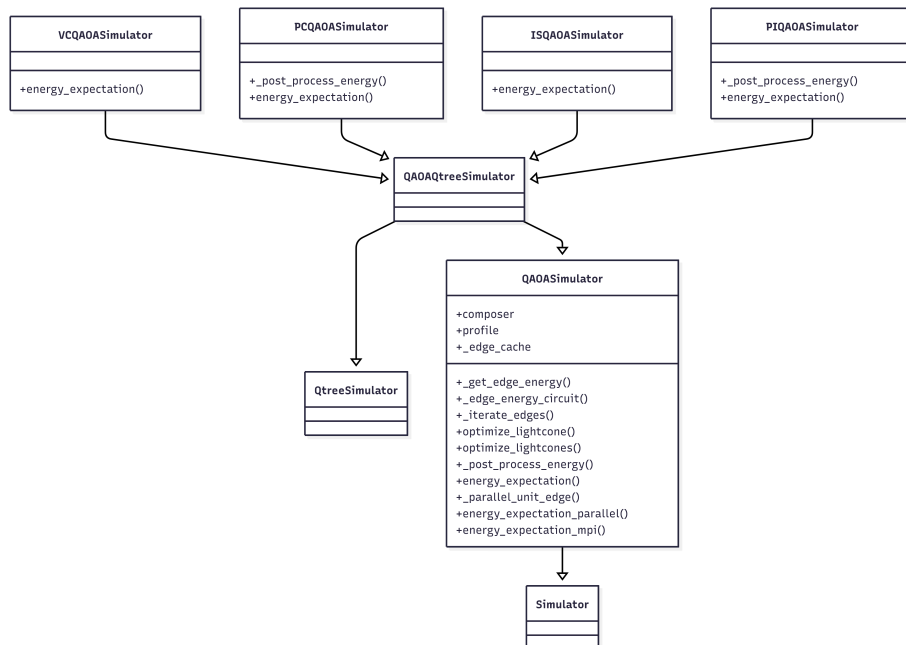 VCQAOASimulator
+energy_expectation()
PCQAOASimulator
+_post_process_energy()
+energy_expectation()
ISQAOASimulator
+energy_expectation()
PIQAOASimulator
+_post_process_energy()
+energy_expectation()
QAOAQtreeSimulator
QAOASimulator
+composer
+profile
+_edge_cache
+_get_edge_energy()
+_edge_energy_circuit()
+_iterate_edges()
+optimize_lightcone()
+optimize_lightcones()
+_post_process_energy()
+energy_expectation()
+_parallel_unit_edge()
+energy_expectation_parallel()
+energy_expectation_mpi()
QtreeSimulator
Simulator